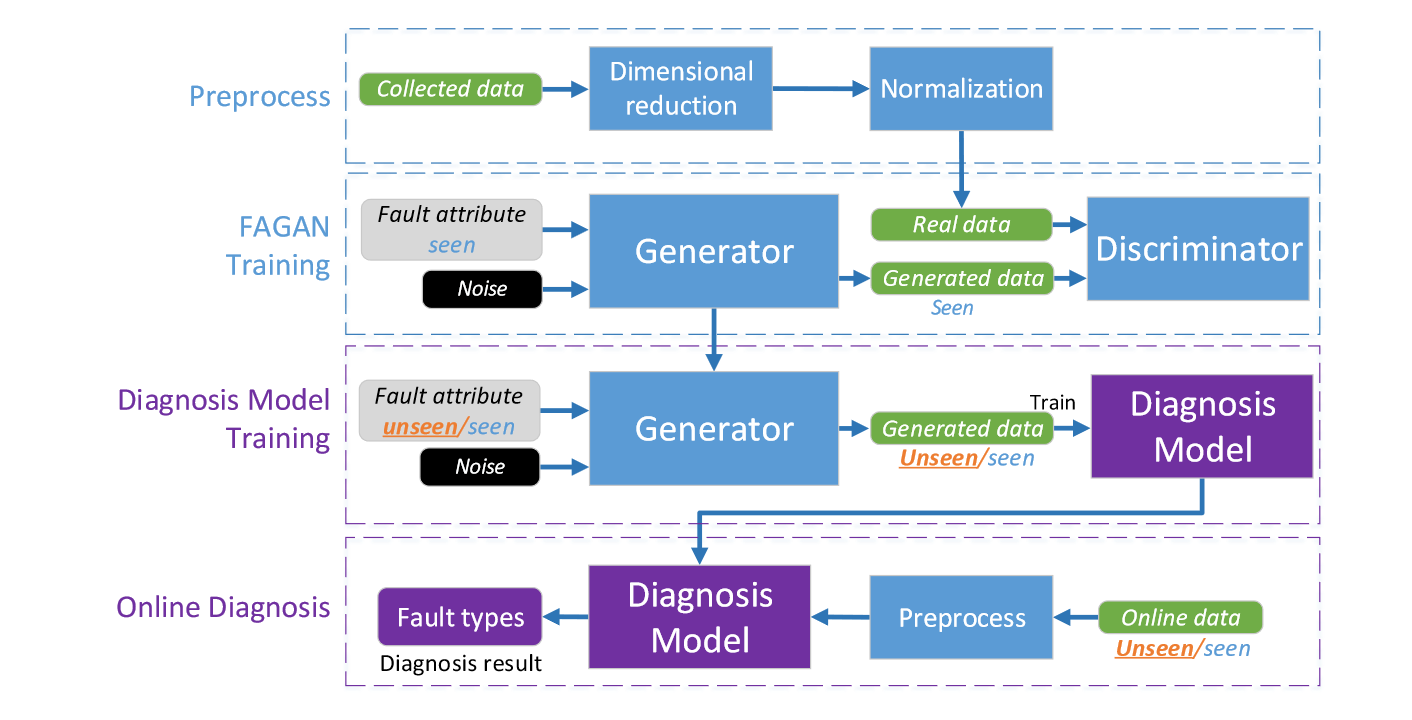 Preprocess
Collected data
Dimensional
reduction
Normalization
FAGAN
Training
Fault attribute
seen
Noise
Generator
Real data
Generated data
Seen
Discriminator
Diagnosis Model
Training
Fault attribute
unseen/seen
Noise
Generator
Generated data
Unseen/seen
Train
Diagnosis
Model
Online Diagnosis
Fault types
Diagnosis result
Diagnosis
Model
Preprocess
Online data
Unseen/seen